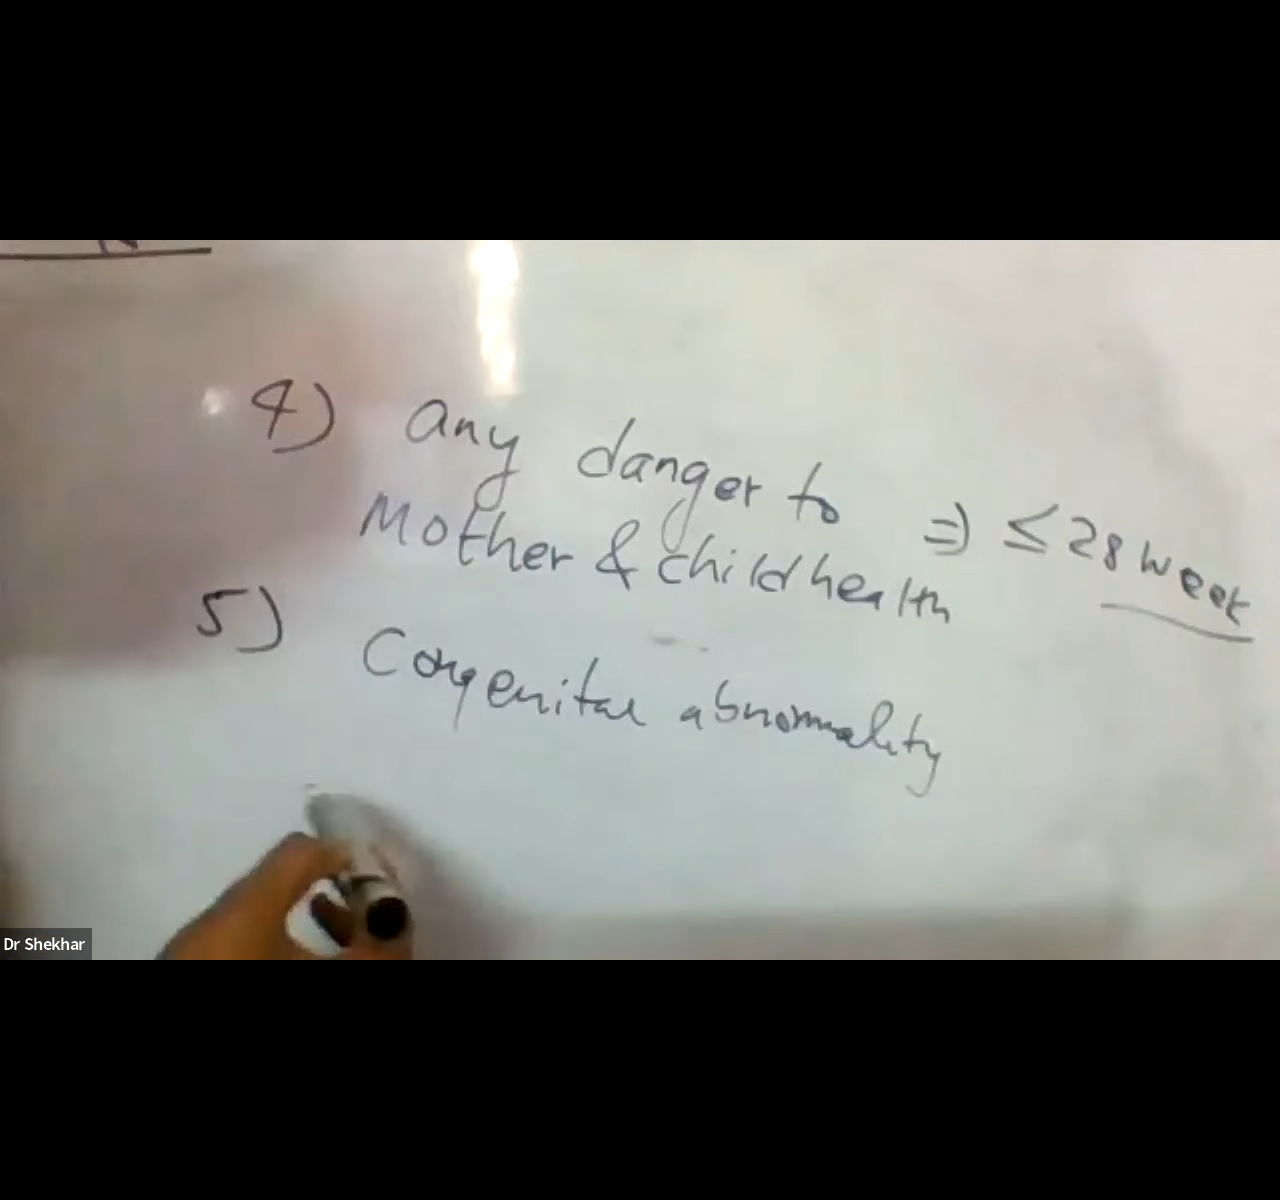 4) any danger to ⇒ ≤ 28 week
Mother & child health
5) Congenital abnormality
Dr Shekhar